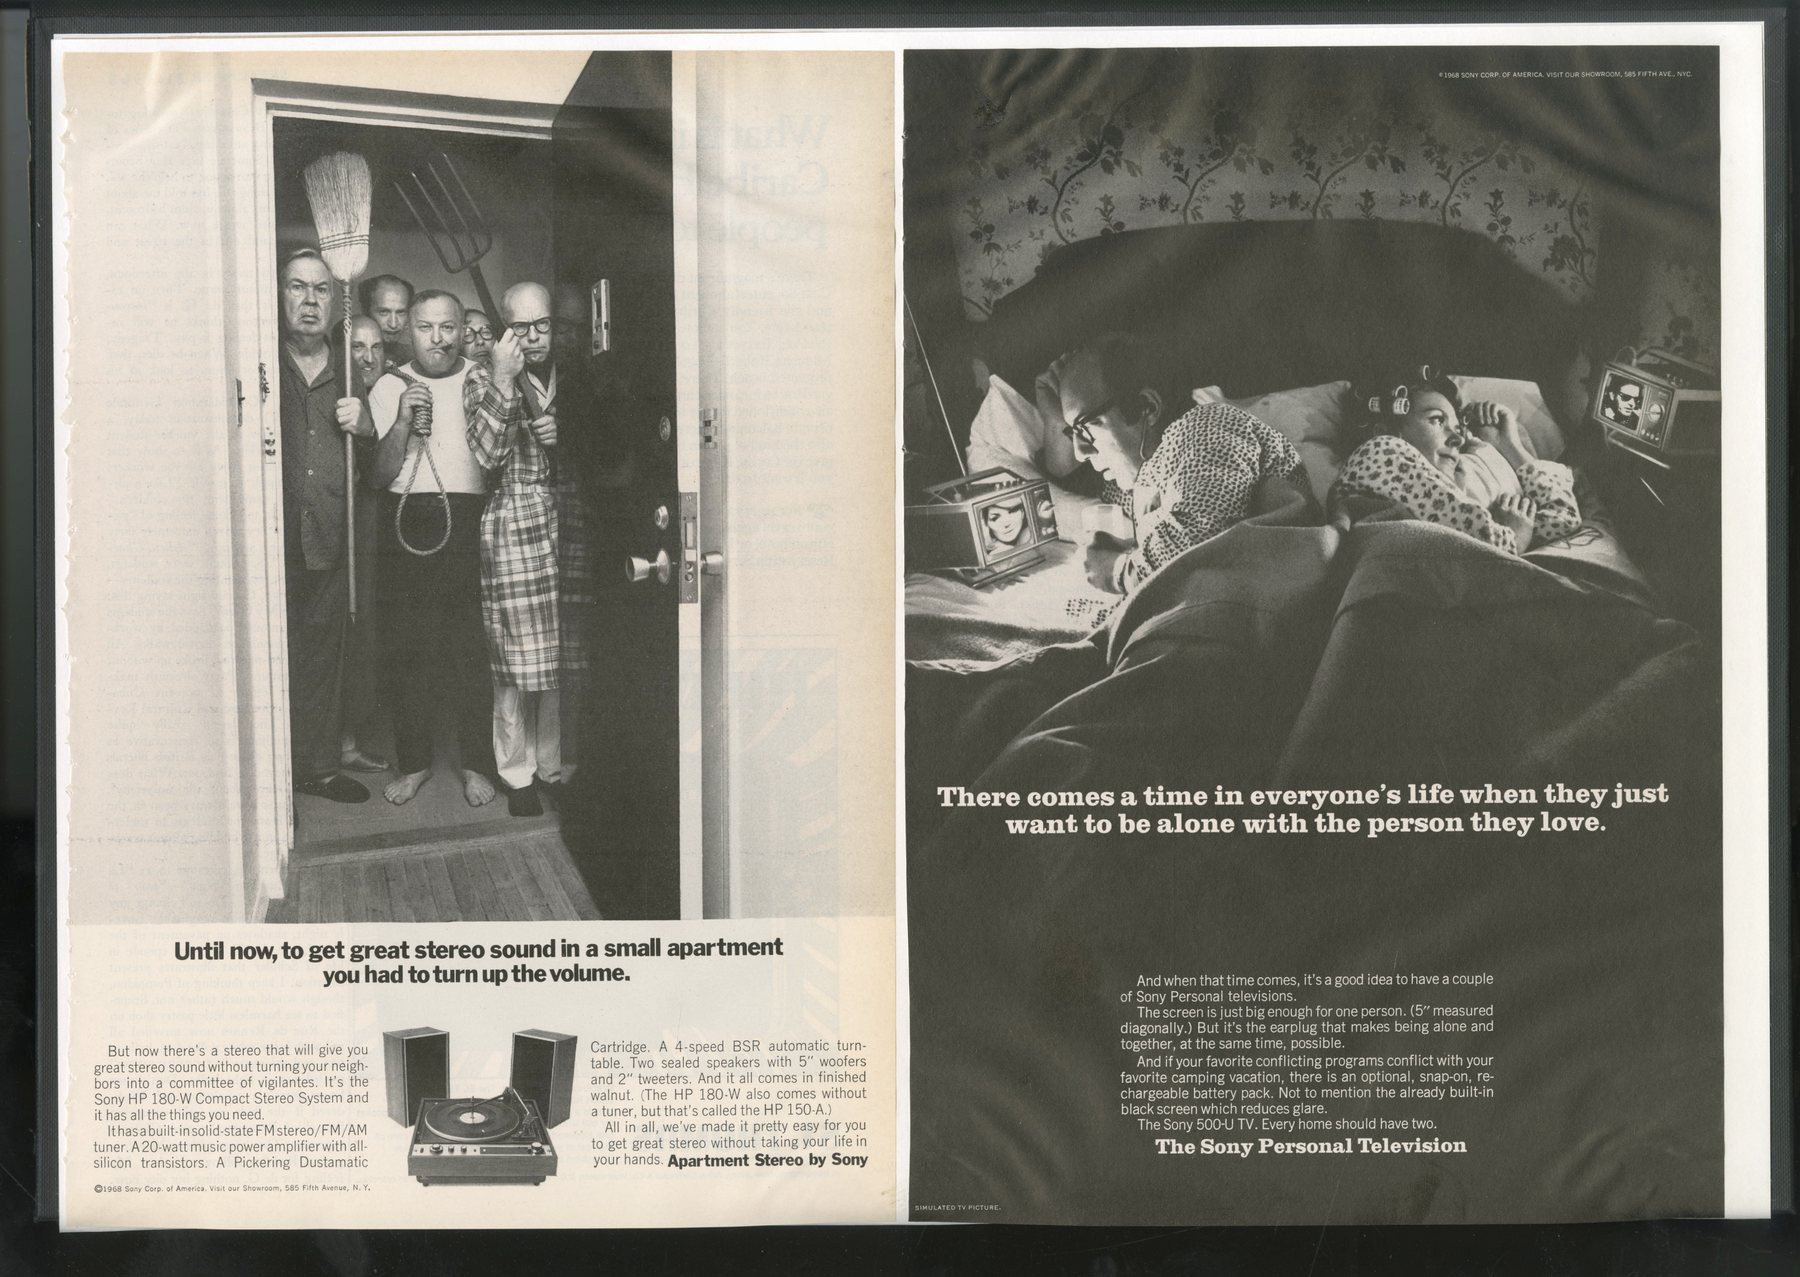 Until now, to get great stereo sound in a small apartment
you had to turn up the volume.
But now there's a stereo that will give you
great stereo sound without turning your neigh-
bors into a committee of vigilantes. It's the
Sony HP 180-W Compact Stereo System and
it has all the things you need.
It has a built-in solid-state FM stereo/FM/AM
tuner. A 20-watt music power amplifier with all-
silicon transistors. A Pickering Dustamatic
Cartridge. A 4-speed BSR automatic turn-
table. Two sealed speakers with 5" woofers
and 2" tweeters. And it all comes in finished
walnut. (The HP 180-W also comes without
a tuner, but that's called the HP 150-A.)
All in all, we've made it pretty easy for you
to get great stereo without taking your life in
your hands. Apartment Stereo by Sony
©1968 Sony Corp. of America. Visit our Showroom, 585 Fifth Avenue, N. Y.
©1968 SONY CORP. OF AMERICA. VISIT OUR SHOWROOM, 585 FIFTH AVE., NYC.
There comes a time in everyone's life when they just
want to be alone with the person they love.
And when that time comes, it's a good idea to have a couple
of Sony Personal televisions.
The screen is just big enough for one person. (5" measured
diagonally.) But it's the earplug that makes being alone and
together, at the same time, possible.
And if your favorite conflicting programs conflict with your
favorite camping vacation, there is an optional, snap-on, re-
chargeable battery pack. Not to mention the already built-in
black screen which reduces glare.
The Sony 500-U TV. Every home should have two.
The Sony Personal Television
SIMULATED TV PICTURE.